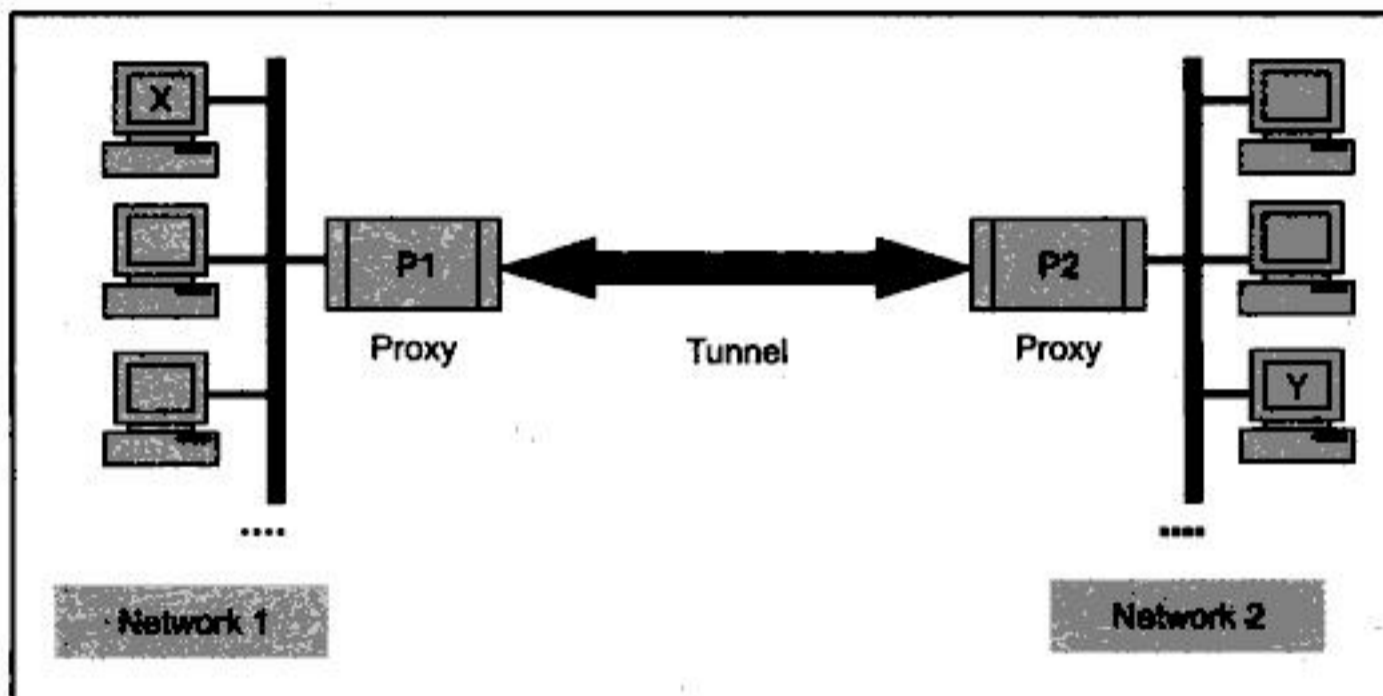 X
P1
P2
Proxy
Tunnel
Proxy
Y
....
....
Network 1
Network 2